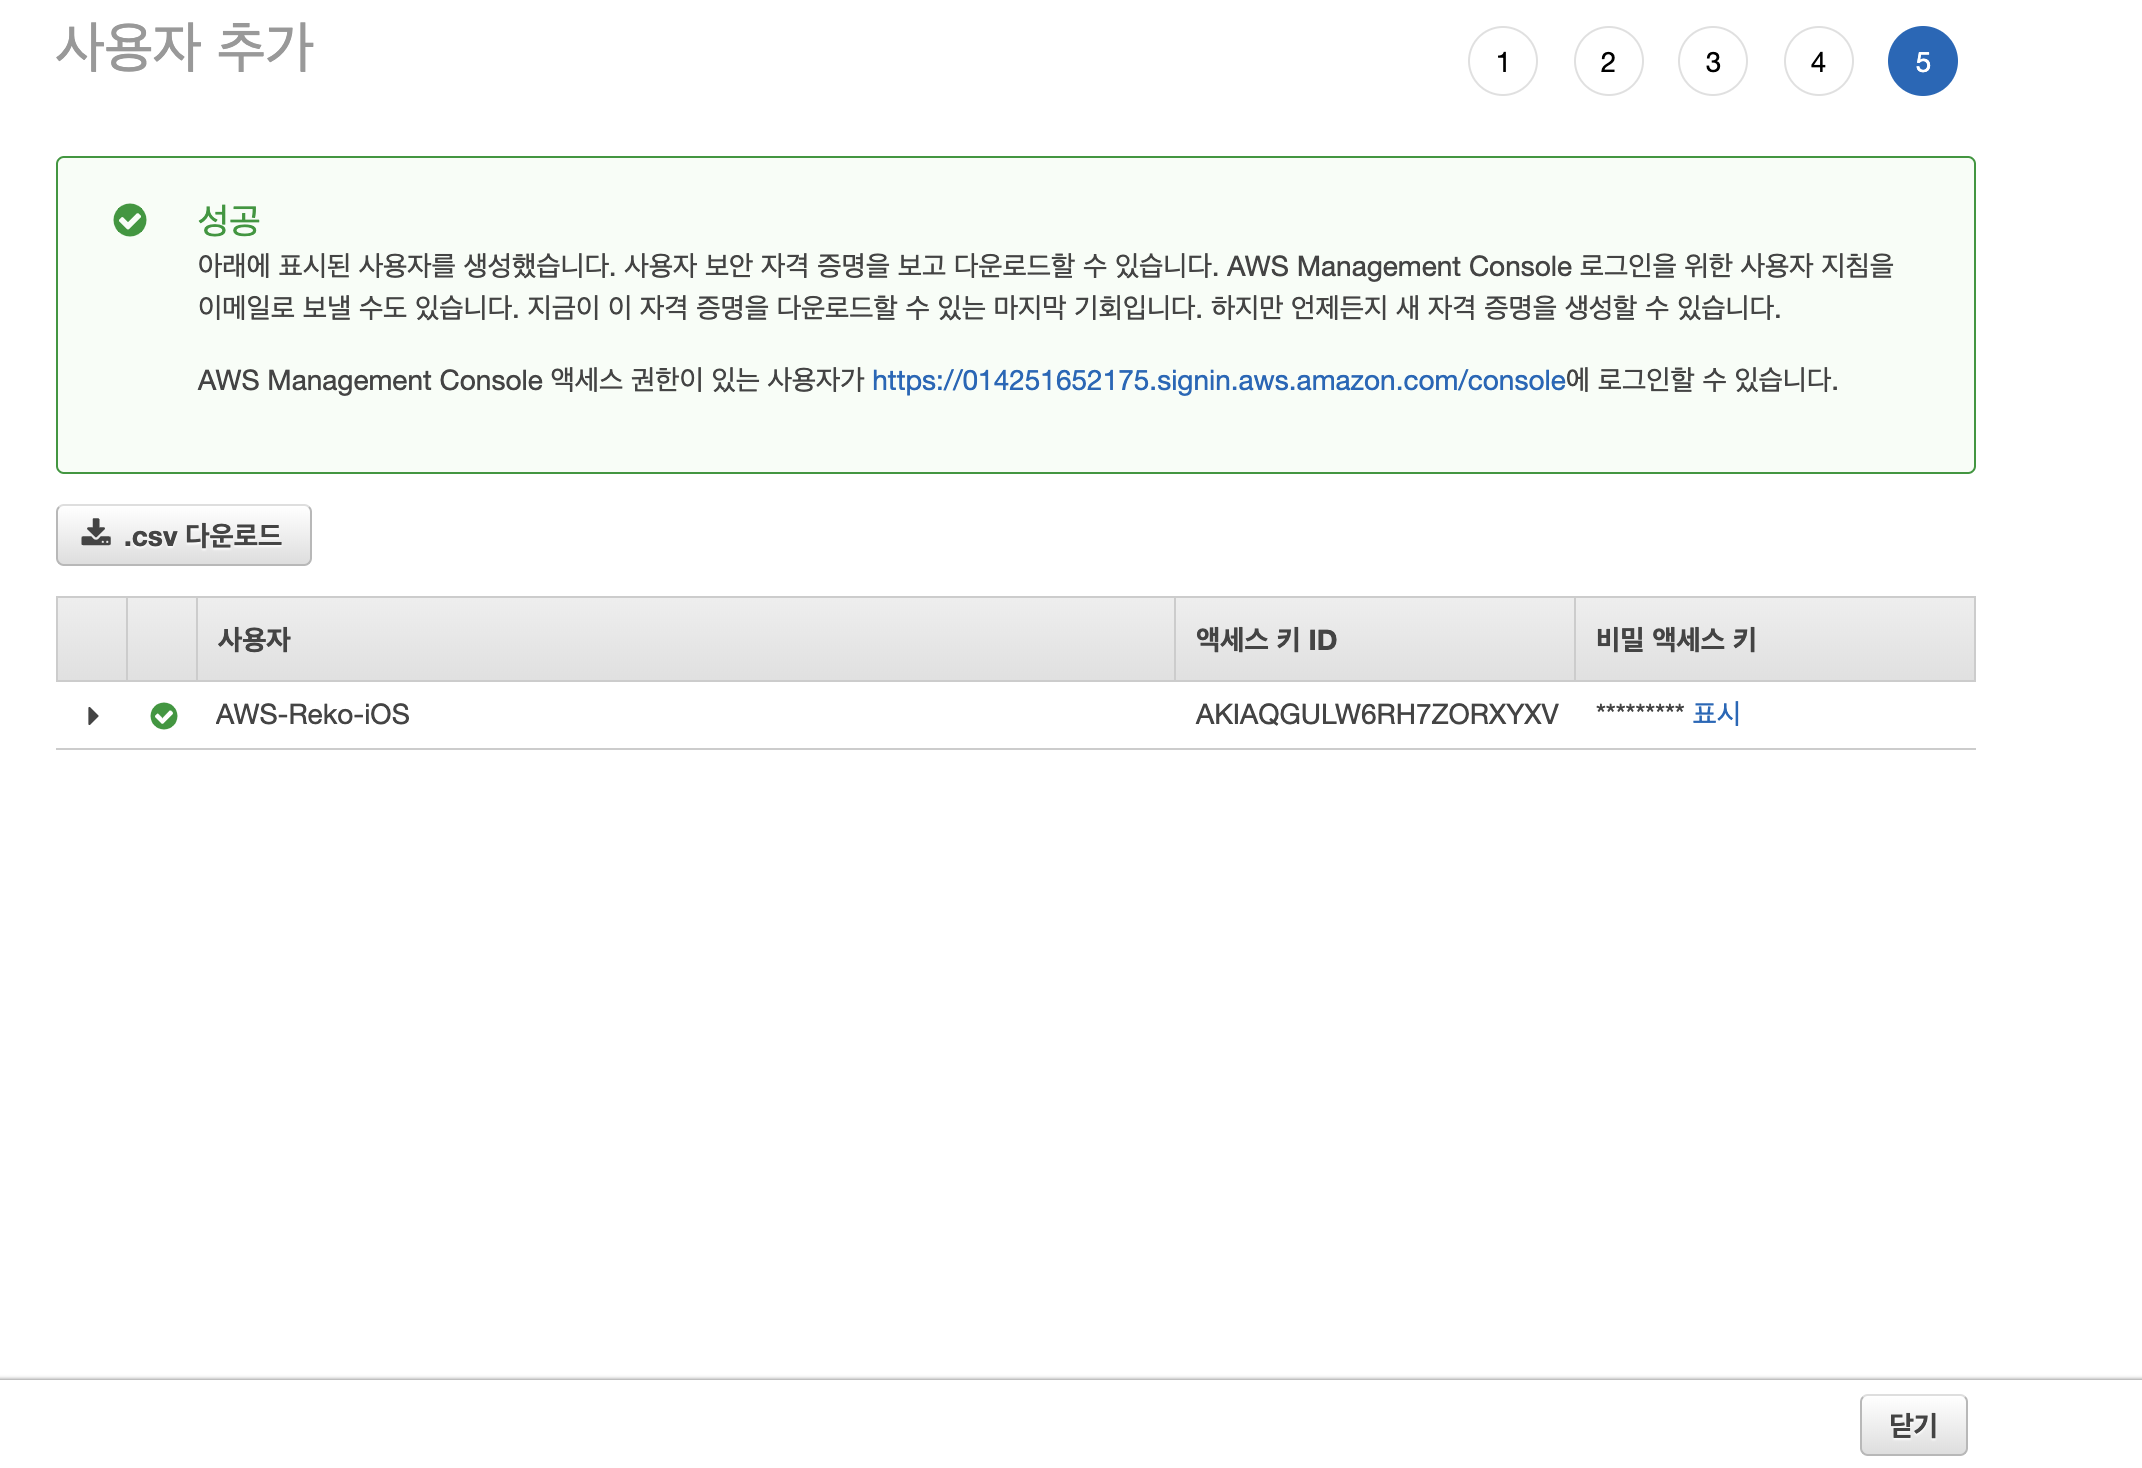 사용자 추가
1 2 3 4 5
성공
아래에 표시된 사용자를 생성했습니다. 사용자 보안 자격 증명을 보고 다운로드할 수 있습니다. AWS Management Console 로그인을 위한 사용자 지침을
이메일로 보낼 수도 있습니다. 지금이 이 자격 증명을 다운로드할 수 있는 마지막 기회입니다. 하지만 언제든지 새 자격 증명을 생성할 수 있습니다.
AWS Management Console 액세스 권한이 있는 사용자가 https://014251652175.signin.aws.amazon.com/console에 로그인할 수 있습니다.
.csv 다운로드
사용자 액세스 키 ID 비밀 액세스 키
AWS-Reko-iOS AKIAQGULW6RH7ZORXYXV ********* 표시
닫기